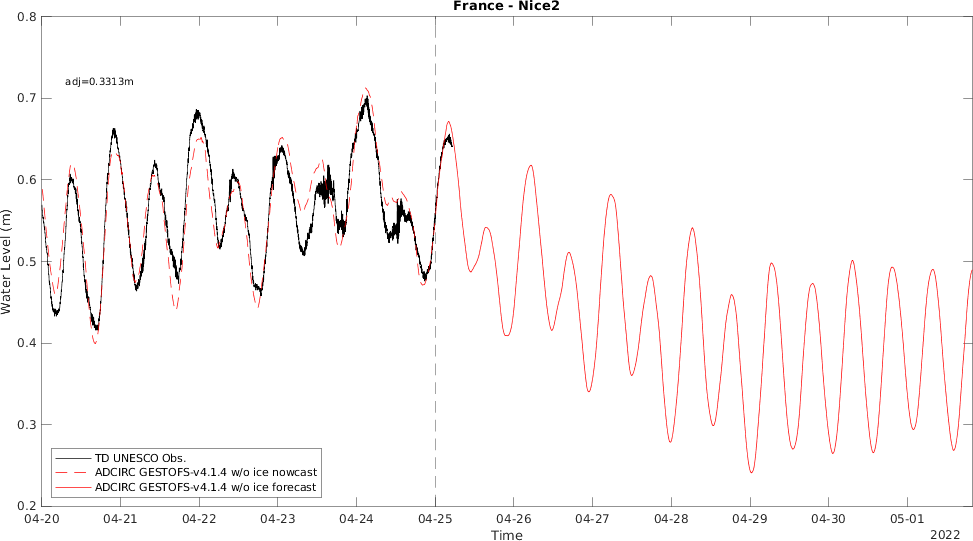 France - Nice2
0.8
0.7
0.6
0.5
0.4
0.3
0.2
Water Level (m)
adj=0.3313m
TD UNESCO Obs.
ADCIRC GESTOFS-v4.1.4 w/o ice nowcast
ADCIRC GESTOFS-v4.1.4 w/o ice forecast
04-20 04-21 04-22 04-23 04-24 04-25 04-26 04-27 04-28 04-29 04-30 05-01
Time
2022